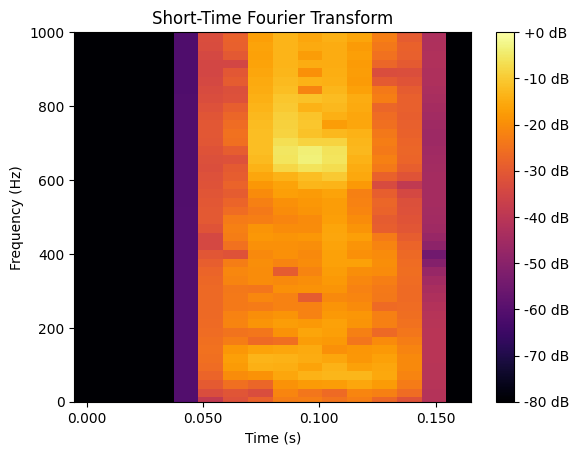 Short-Time Fourier Transform
Frequency (Hz)
1000
800
600
400
200
0
0.000
0.050
0.100
0.150
Time (s)
+0 dB
-10 dB
-20 dB
-30 dB
-40 dB
-50 dB
-60 dB
-70 dB
-80 dB